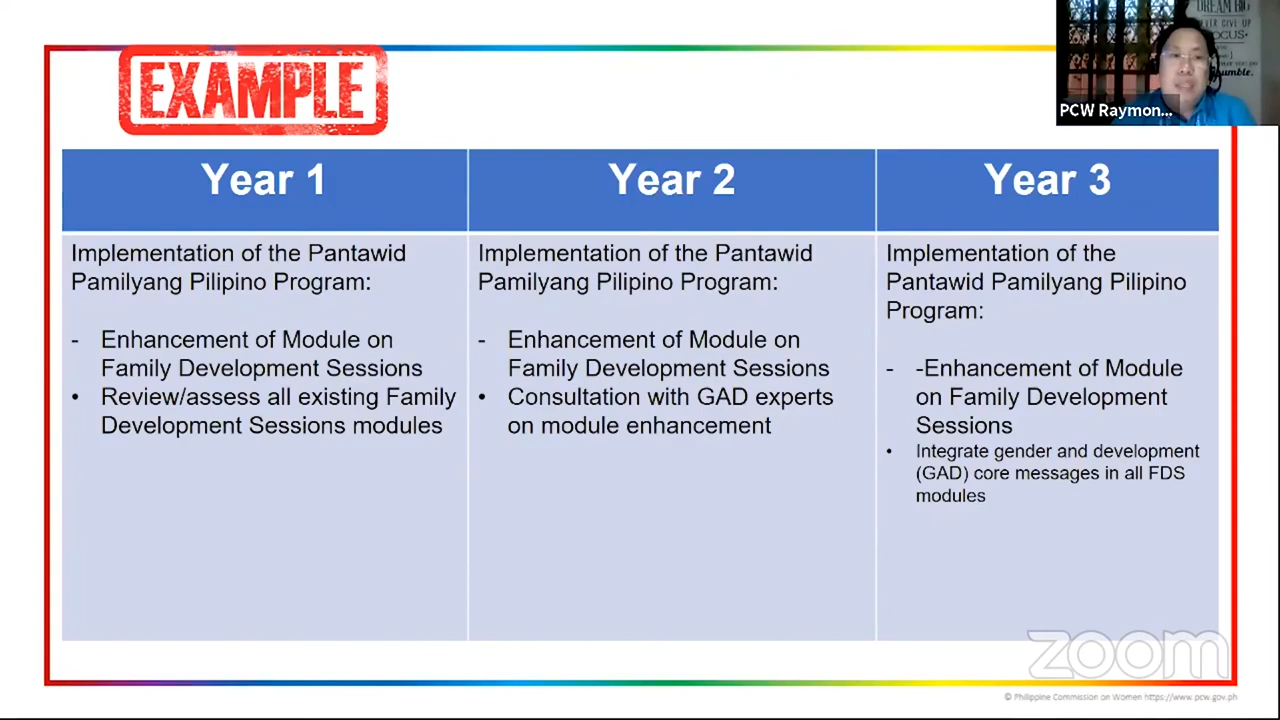 EXAMPLE
DREAM BIG
PCW Raymon...
Year 1
Year 2
Year 3
Implementation of the Pantawid
Pamilyang Pilipino Program:
- Enhancement of Module on
Family Development Sessions
• Review/assess all existing Family
Development Sessions modules
Implementation of the Pantawid
Pamilyang Pilipino Program:
- Enhancement of Module on
Family Development Sessions
• Consultation with GAD experts
on module enhancement
Implementation of the
Pantawid Pamilyang Pilipino
Program:
- -Enhancement of Module
on Family Development
Sessions
• Integrate gender and development
(GAD) core messages in all FDS
modules
zoom
© Philippine Commission on Women https://www.pcw.gov.ph